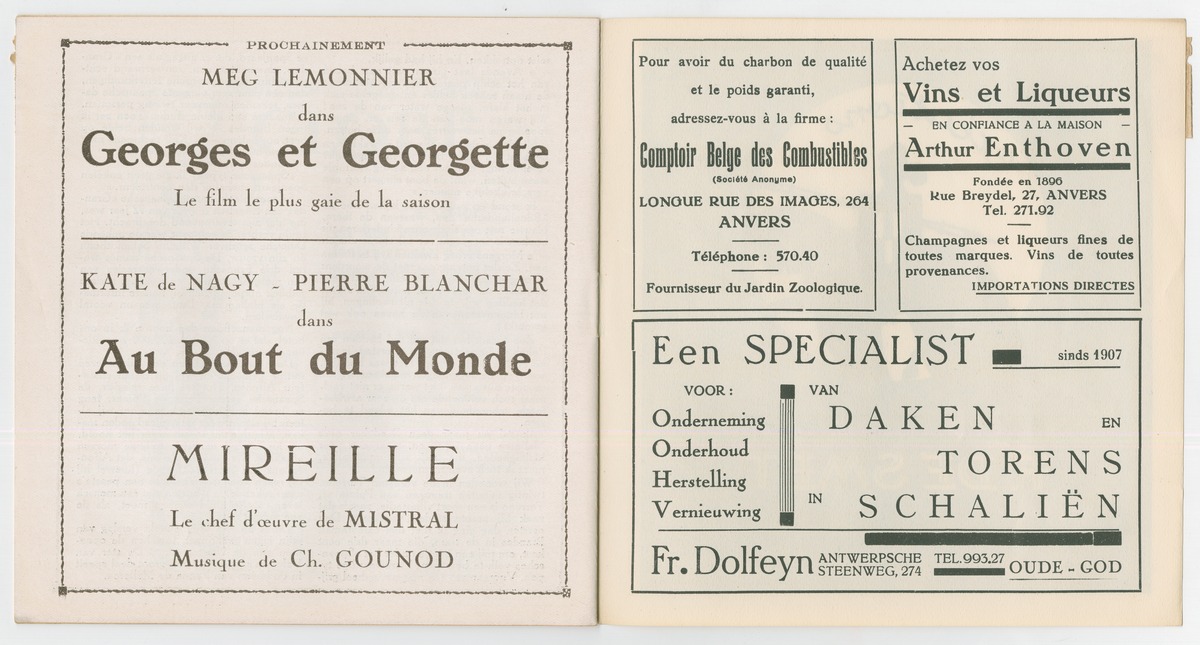 PROCHAINEMENT
MEG LEMONNIER
dans
Georges et Georgette
Le film le plus gaie de la saison
KATE de NAGY - PIERRE BLANCHAR
dans
Au Bout du Monde
MIREILLE
Le chef d'œuvre de MISTRAL
Musique de Ch. GOUNOD
Pour avoir du charbon de qualité
et le poids garanti,
adressez-vous à la firme :
Comptoir Belge des Combustibles
(Société Anonyme)
LONGUE RUE DES IMAGES, 264
ANVERS
Téléphone : 570.40
Fournisseur du Jardin Zoologique.
Achetez vos
Vins et Liqueurs
— EN CONFIANCE A LA MAISON —
Arthur Enthoven
Fondée en 1896
Rue Breydel, 27, ANVERS
Tel. 271.92
Champagnes et liqueurs fines de
toutes marques. Vins de toutes
provenances.
IMPORTATIONS DIRECTES
Een SPECIALIST sinds 1907
VOOR :
Onderneming
Onderhoud
Herstelling
Vernieuwing
VAN
DAKEN EN
TORENS
IN SCHALIËN
Fr. Dolfeyn ANTWERPSCHE STEENWEG, 274 TEL. 993.27 OUDE - GOD